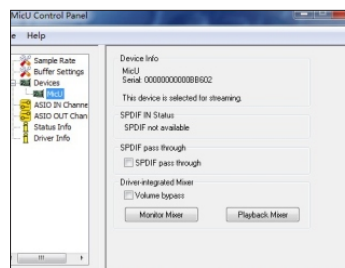 MicU Control Panel
e Help
Sample Rate
Buffer Settings
Devices
MicU
ASIO IN Channe
ASIO OUT Chan
Status Info
Driver Info
Device Info
MicU
Serial: 00000000000BB602
This device is selected for streaming.
SPDIF IN Status
SPDIF not available
SPDIF pass through
SPDIF pass through
Driver-integrated Mixer
Volume bypass
Monitor Mixer
Playback Mixer